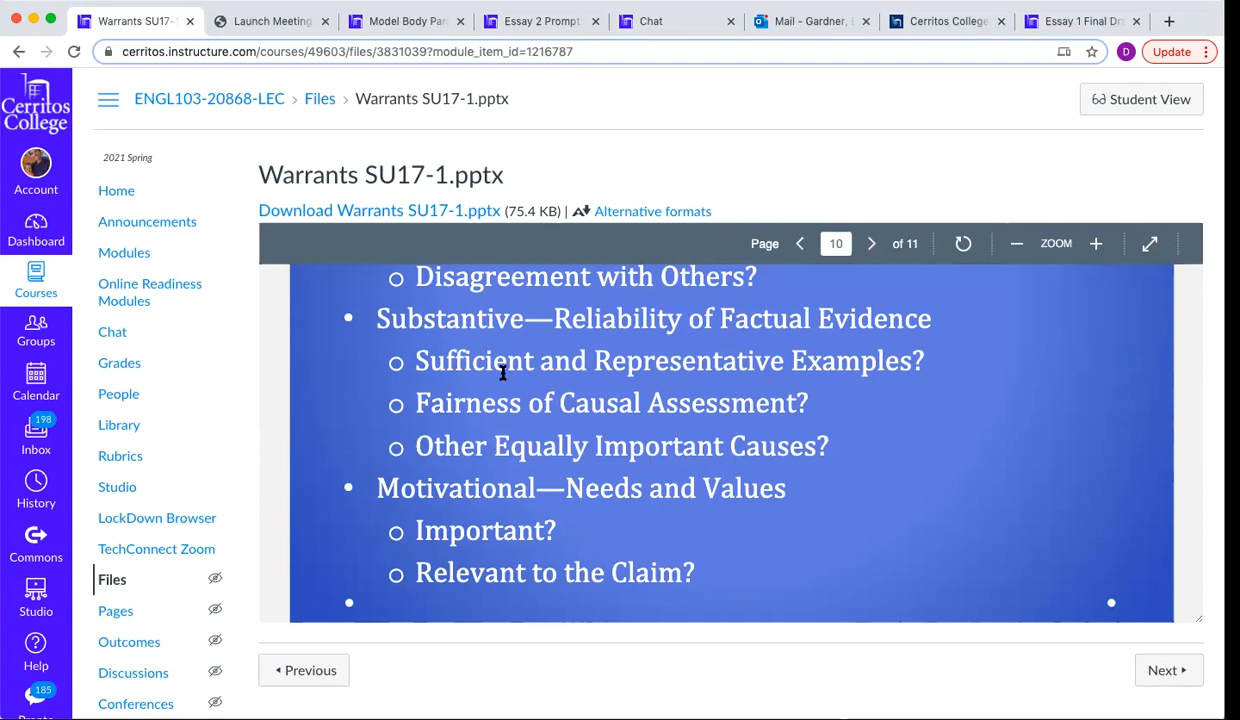 Warrants SU17-1
Launch Meeting
Model Body Par
Essay 2 Prompt
Chat
Mail - Gardner,
Cerritos College
Essay 1 Final Dr
cerritos.instructure.com/courses/49603/files/3831039?module_item_id=1216787
D
Update
Cerritos College
ENGL103-20868-LEC > Files > Warrants SU17-1.pptx
Student View
2021 Spring
Warrants SU17-1.pptx
Download Warrants SU17-1.pptx (75.4 KB) | Alternative formats
Page 10 of 11 ZOOM
Account
Dashboard
Courses
Groups
Calendar
198
Inbox
History
Commons
Studio
Help
185
Home
Announcements
Modules
Online Readiness
Modules
Chat
Grades
People
Library
Rubrics
Studio
LockDown Browser
TechConnect Zoom
Files
Pages
Outcomes
Discussions
Conferences
Disagreement with Others?
• Substantive—Reliability of Factual Evidence
Sufficient and Representative Examples?
Fairness of Causal Assessment?
Other Equally Important Causes?
• Motivational—Needs and Values
Important?
Relevant to the Claim?
Previous
Next